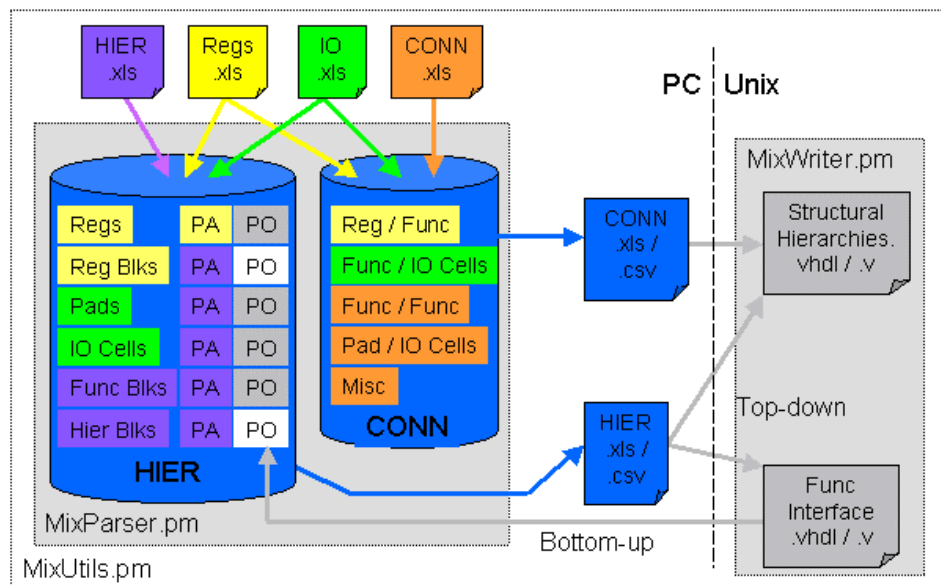 HIER
.xls
Regs
.xls
IO
.xls
CONN
.xls
PC
Unix
MixWriter.pm
Regs PA PO
Reg Blks PA PO
Pads PA PO
IO Cells PA PO
Func Blks PA PO
Hier Blks PA PO
HIER
Reg / Func
Func / IO Cells
Func / Func
Pad / IO Cells
Misc
CONN
CONN
.xls /
.csv
Structural
Hierarchies.
vhdl / .v
HIER
.xls /
.csv
Top-down
Func
Interface
.vhdl / .v
MixParser.pm
Bottom-up
MixUtils.pm